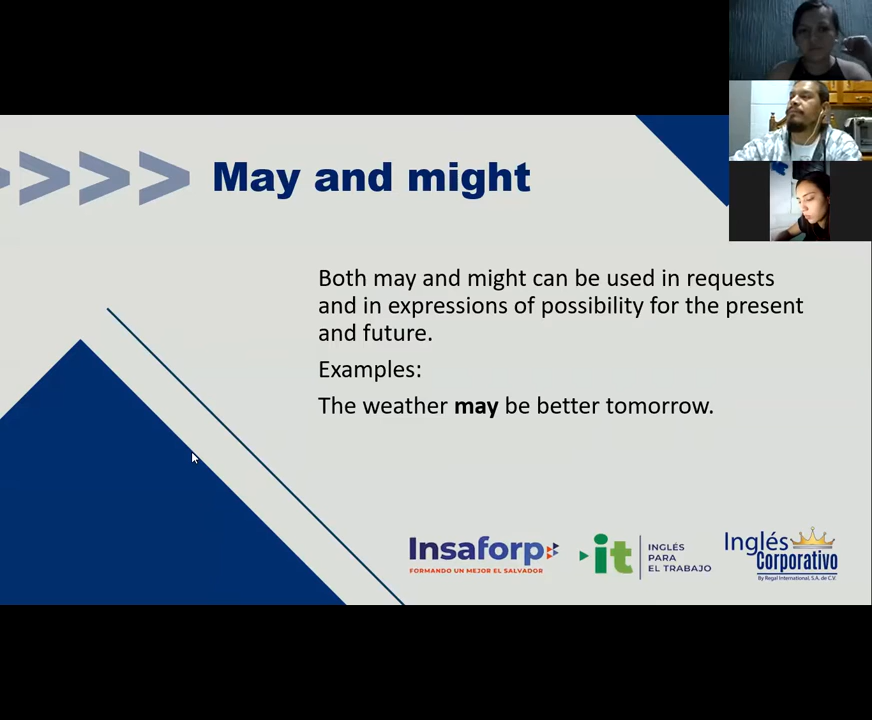 May and might
Both may and might can be used in requests
and in expressions of possibility for the present
and future.
Examples:
The weather may be better tomorrow.
Insaforp
FORMANDO UN MEJOR EL SALVADOR
it
INGLÉS
PARA
EL TRABAJO
Inglés
Corporativo
By Regal International, S.A. de C.V.